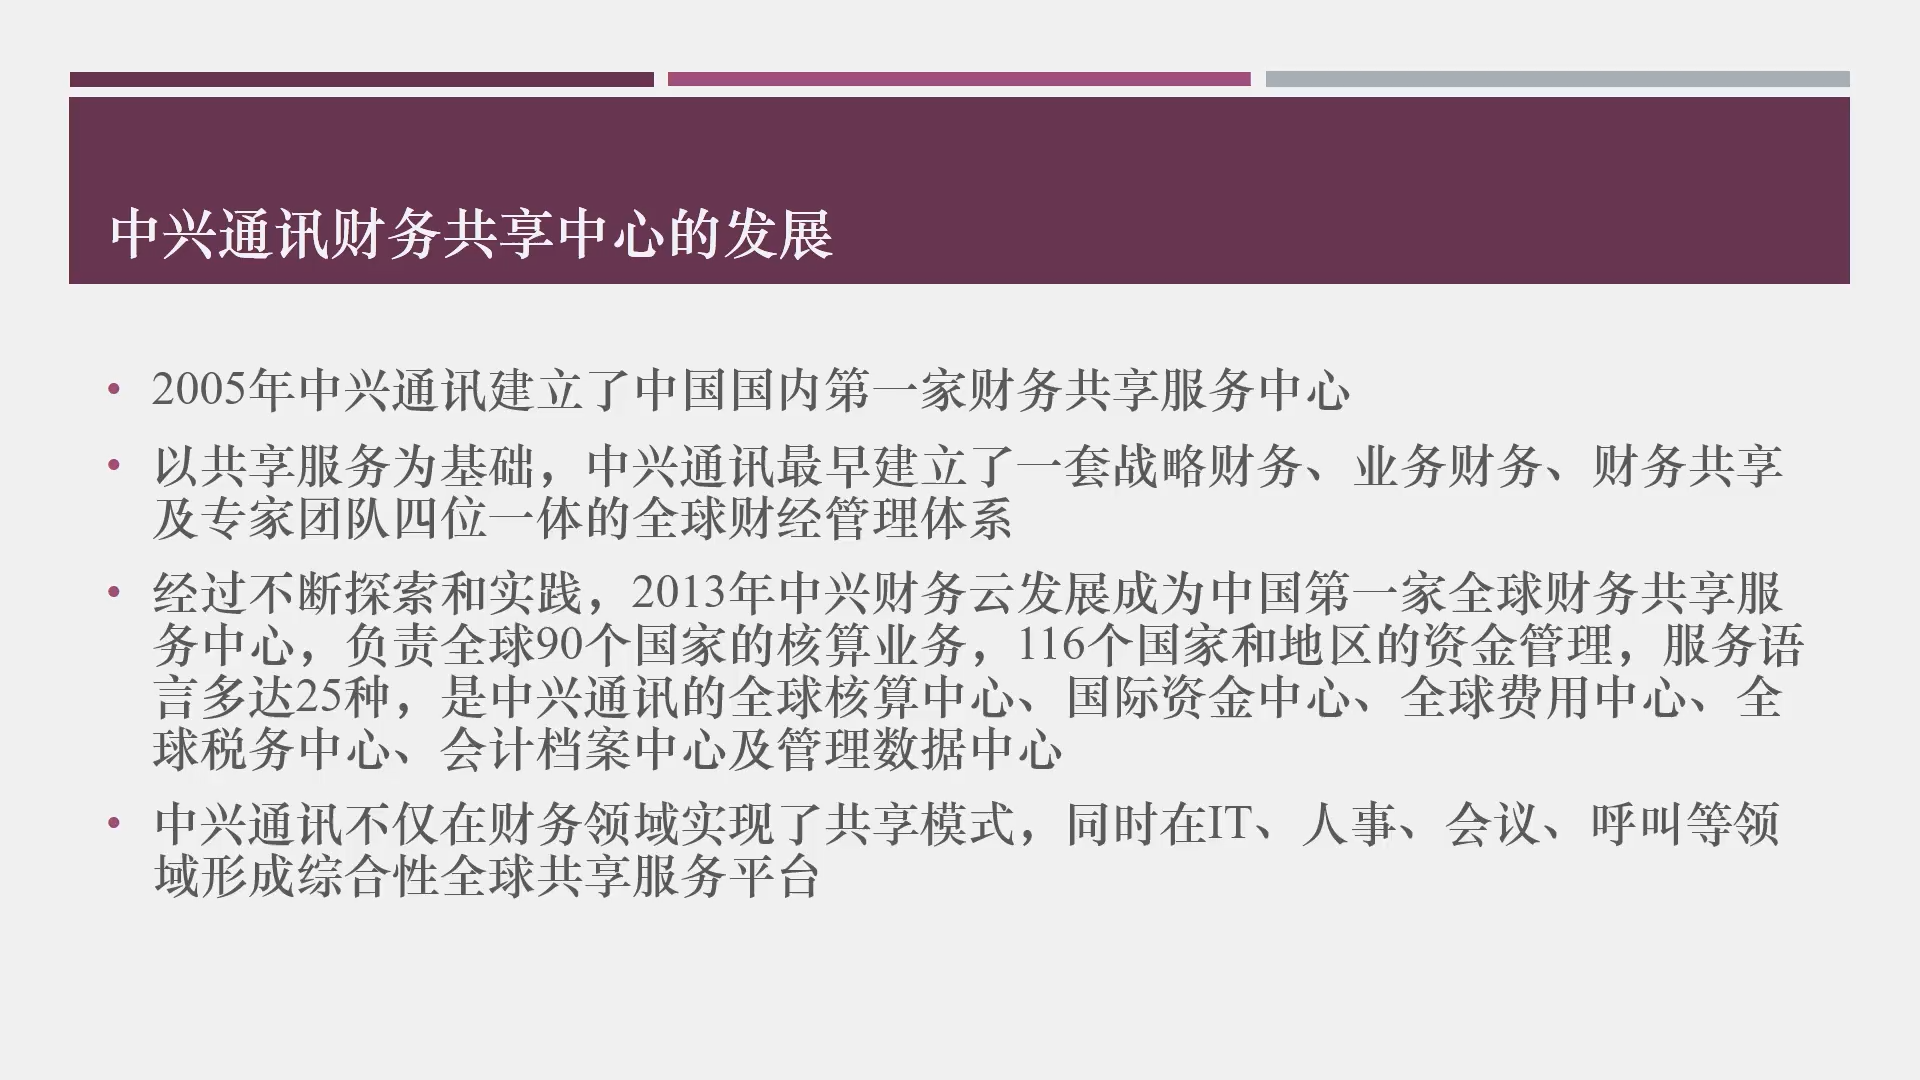 中兴通讯财务共享中心的发展
• 2005年中兴通讯建立了中国国内第一家财务共享服务中心
• 以共享服务为基础，中兴通讯最早建立了一套战略财务、业务财务、财务共享
及专家团队四位一体的全球财经管理体系
• 经过不断探索和实践，2013年中兴财务云发展成为中国第一家全球财务共享服
务中心，负责全球90个国家的核算业务，116个国家和地区的资金管理，服务语
言多达25种，是中兴通讯的全球核算中心、国际资金中心、全球费用中心、全
球税务中心、会计档案中心及管理数据中心
• 中兴通讯不仅在财务领域实现了共享模式，同时在IT、人事、会议、呼叫等领
域形成综合性全球共享服务平台